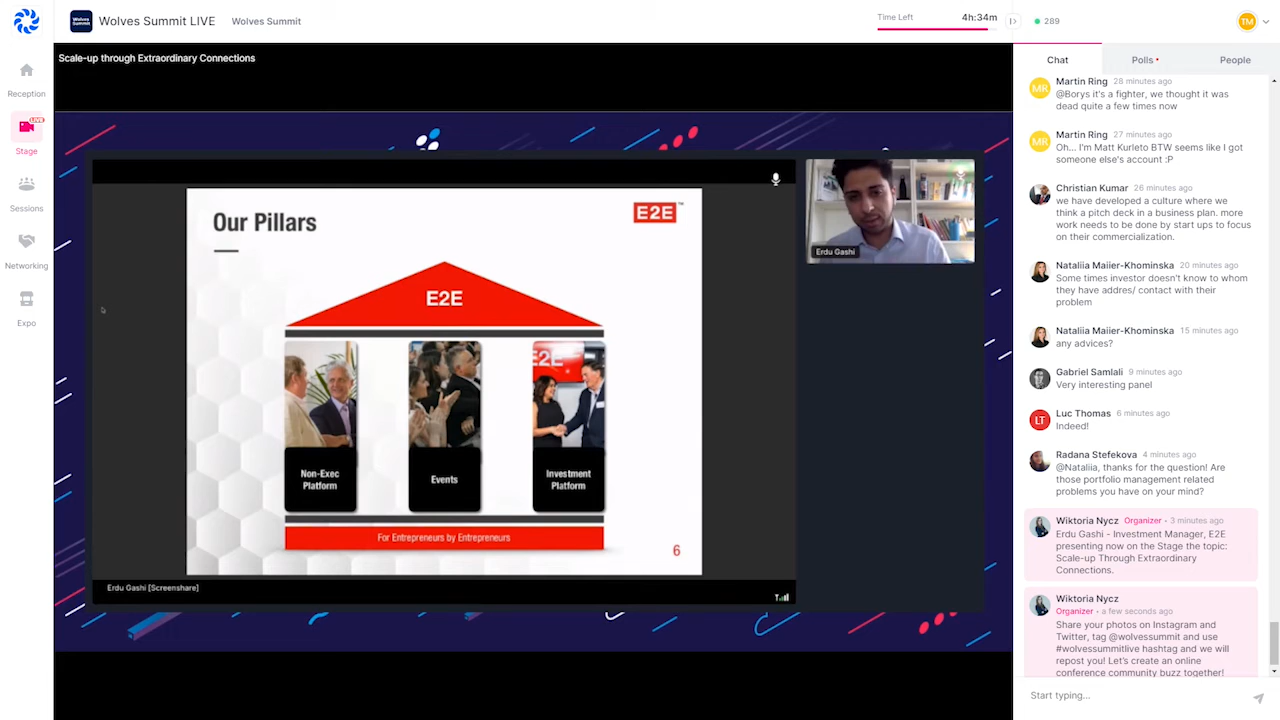 Wolves Summit
Wolves Summit LIVE
Wolves Summit
Time Left
4h:34m
289
TM
Reception
LIVE
Stage
Sessions
Networking
Expo
Scale-up through Extraordinary Connections
Our Pillars
E2E
E2E
E2E
Non-Exec
Platform
Events
Investment
Platform
For Entrepreneurs by Entrepreneurs
6
Erdu Gashi [Screenshare]
Erdu Gashi
Chat
Polls
People
MR
Martin Ring 28 minutes ago
@Borys it's a fighter, we thought it was
dead quite a few times now
MR
Martin Ring 27 minutes ago
Oh... I'm Matt Kurleto BTW seems like I got
someone else's account :P
Christian Kumar 26 minutes ago
we have developed a culture where we
think a pitch deck in a business plan. more
work needs to be done by start ups to focus
on their commercialization.
Nataliia Maiier-Khominska 20 minutes ago
Some times investor doesn't know to whom
they have addres/ contact with their
problem
Nataliia Maiier-Khominska 15 minutes ago
any advices?
Gabriel Samlali 9 minutes ago
Very interesting panel
LT
Luc Thomas 6 minutes ago
Indeed!
Radana Stefekova 4 minutes ago
@Nataliia, thanks for the question! Are
those portfolio management related
problems you have on your mind?
Wiktoria Nycz Organizer • 3 minutes ago
Erdu Gashi - Investment Manager, E2E
presenting now on the Stage the topic:
Scale-up Through Extraordinary
Connections.
Wiktoria Nycz
Organizer • a few seconds ago
Share your photos on Instagram and
Twitter, tag @wolvessummit and use
#wolvessummitlive hashtag and we will
repost you! Let's create an online
conference community buzz together!
Start typing...